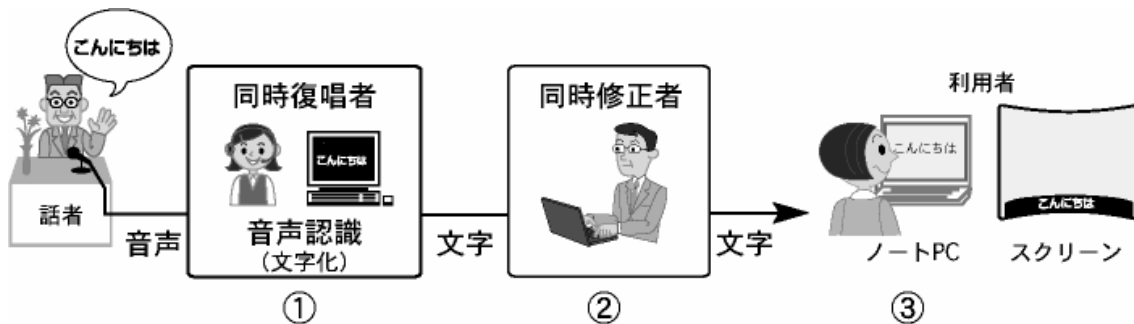 こんにちは
話者
音声
同時復唱者
こんにちは
音声認識
（文字化）
①
文字
同時修正者
②
文字
利用者
こんにちは
ノートPC
こんにちは
スクリーン
③